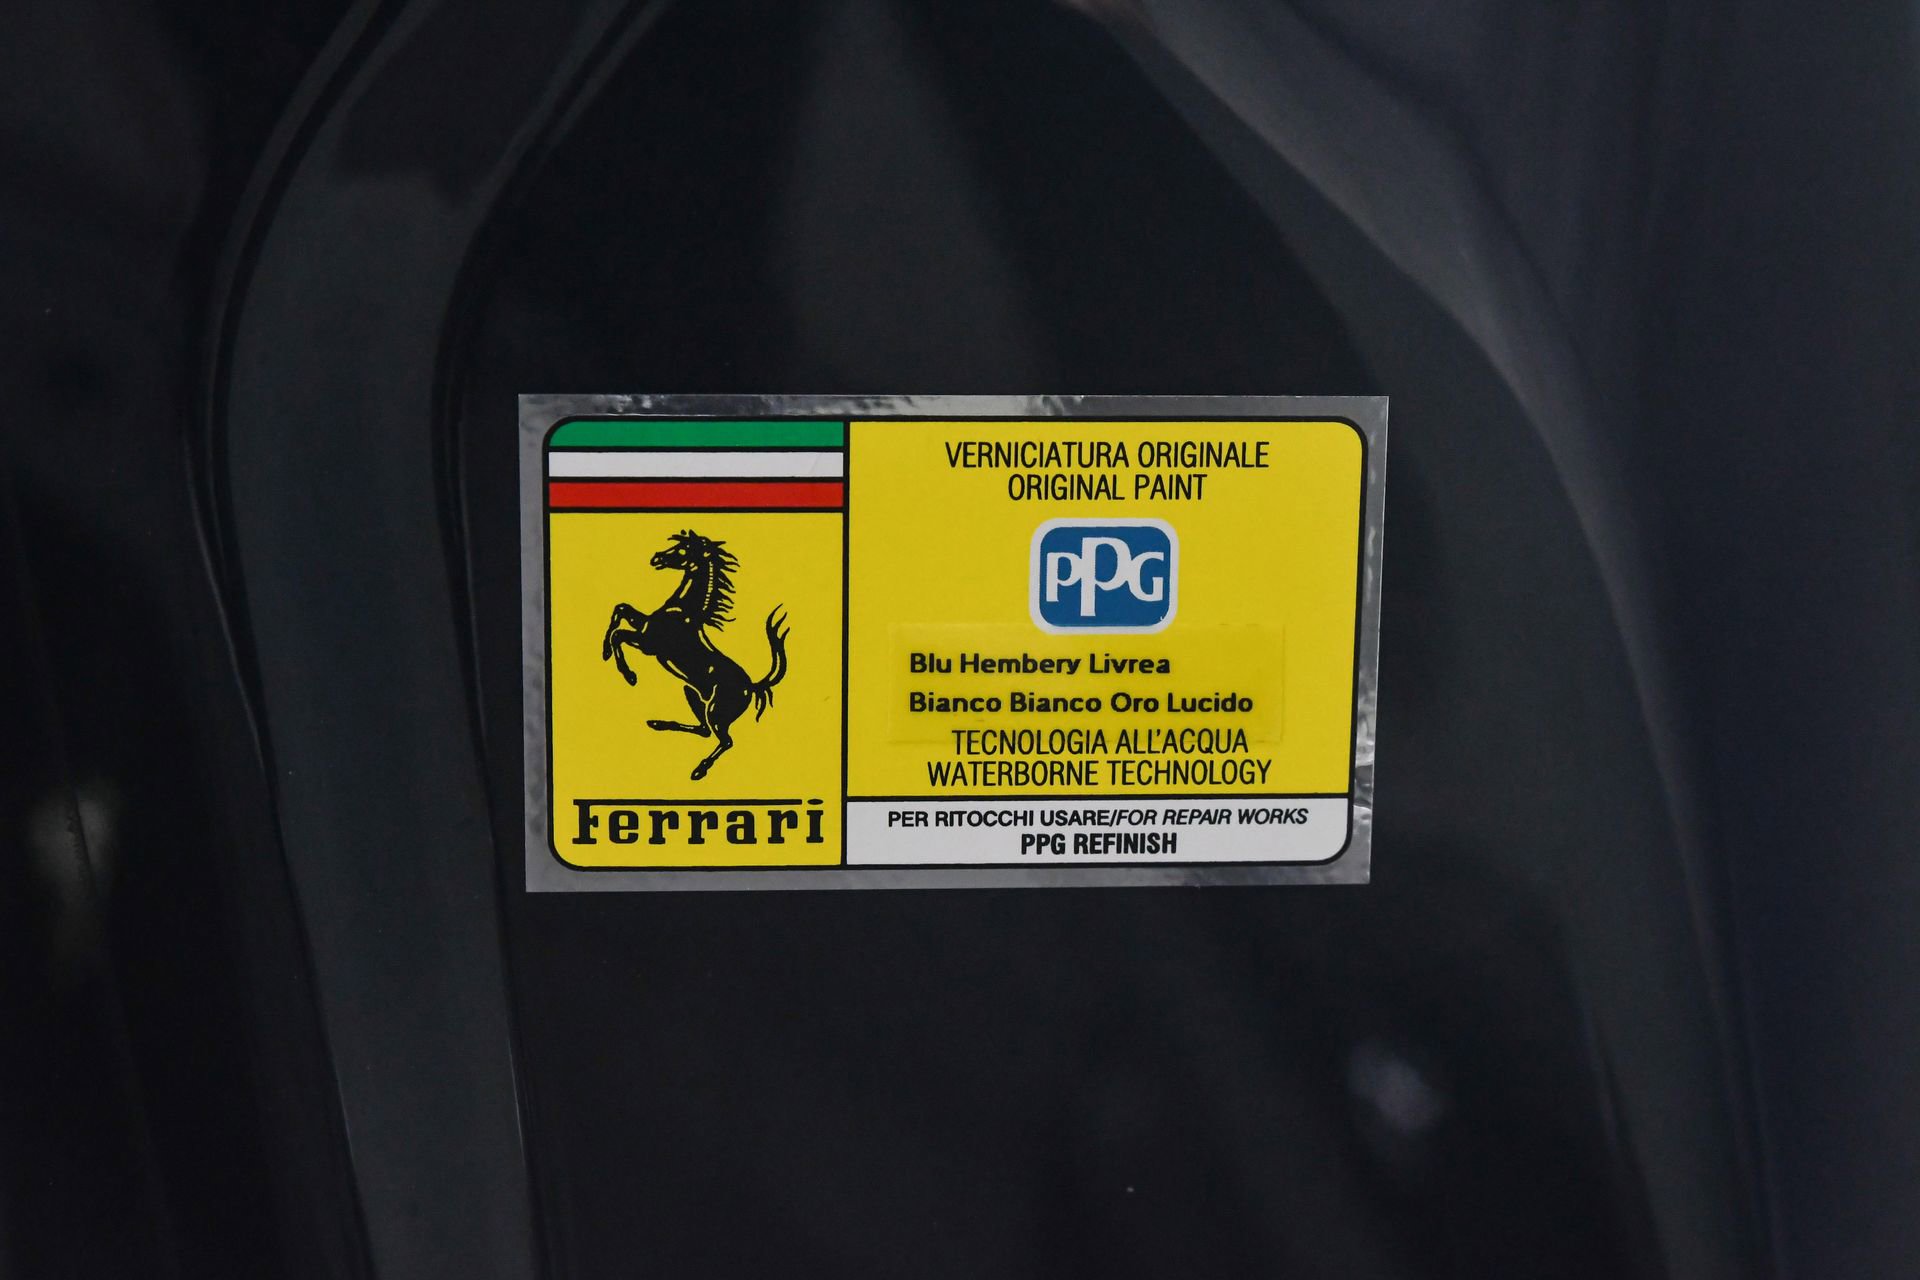 Ferrari
VERNICIATURA ORIGINALE
ORIGINAL PAINT
PPG
Blu Hembery Livrea
Bianco Bianco Oro Lucido
TECNOLOGIA ALL'ACQUA
WATERBORNE TECHNOLOGY
PER RITOCCHI USARE/FOR REPAIR WORKS
PPG REFINISH